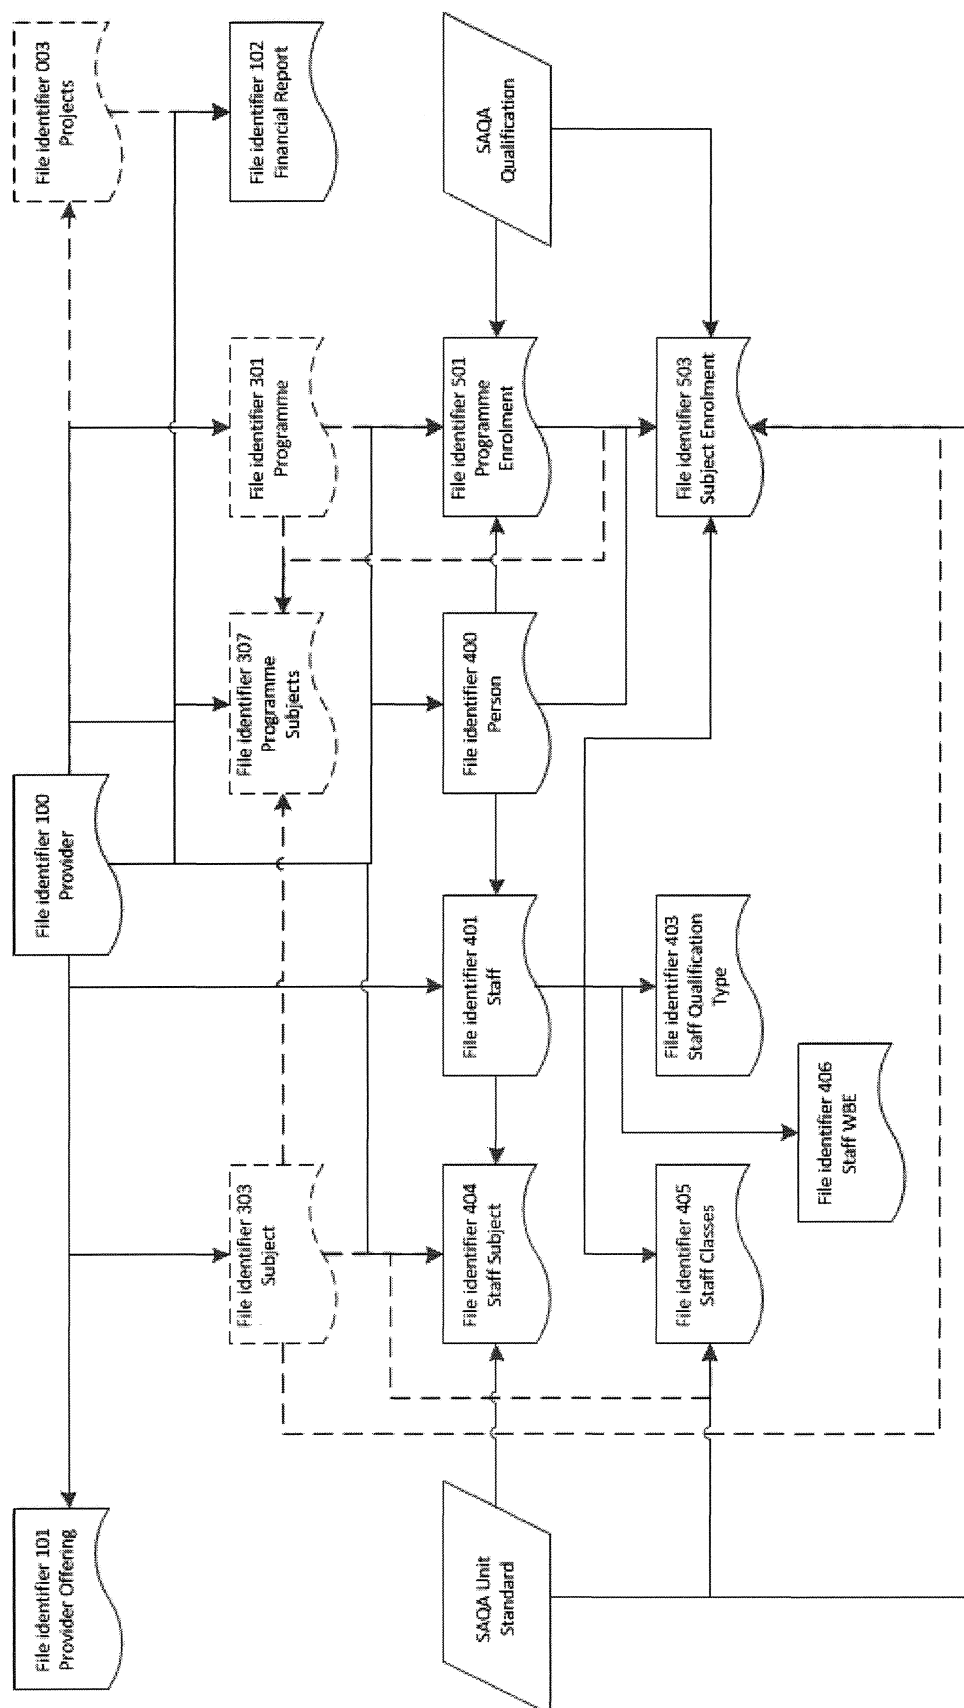 File identifier 101
Provider Offering
File identifier 100
Provider
File identifier 003
Projects
File identifier 303
Subject
File identifier 307
Programme
Subjects
File identifier 301
Programme
File identifier 102
Financial Report
SAQA Unit
Standard
File identifier 404
Staff Subject
File identifier 401
Staff
File identifier 400
Person
File identifier 501
Programme
Enrolment
SAQA
Qualification
File identifier 405
Staff Classes
File identifier 403
Staff Qualification
Type
File identifier 503
Subject Enrolment
File identifier 406
Staff WBE